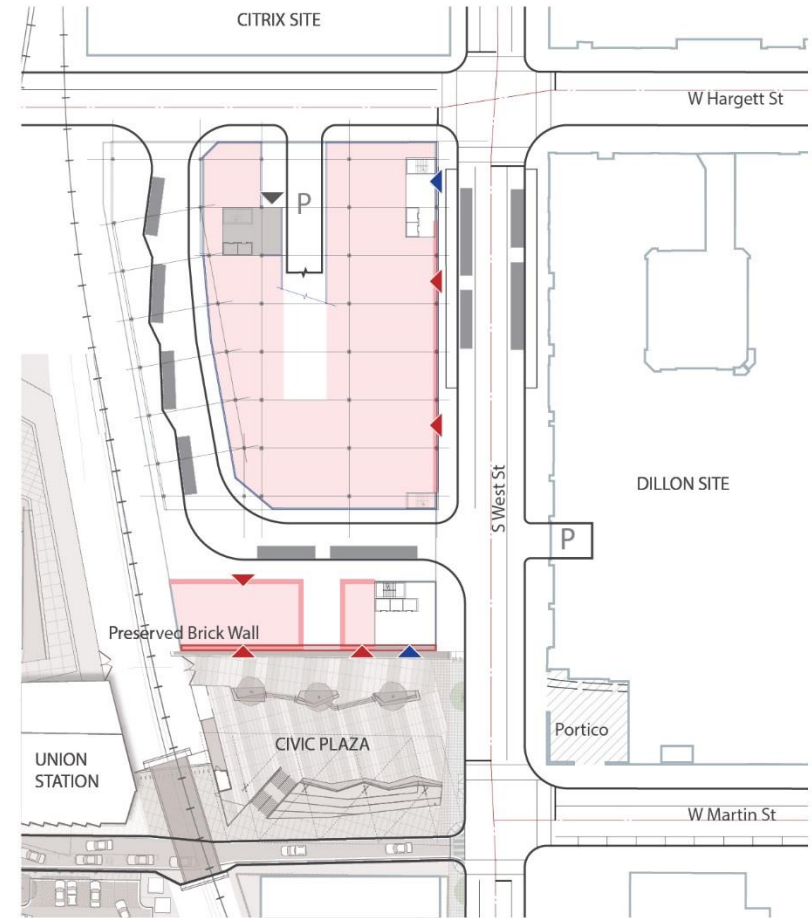 CITRIX SITE
W Hargett St
P
S West St
DILLON SITE
P
Preserved Brick Wall
Portico
CIVIC PLAZA
UNION
STATION
W Martin St